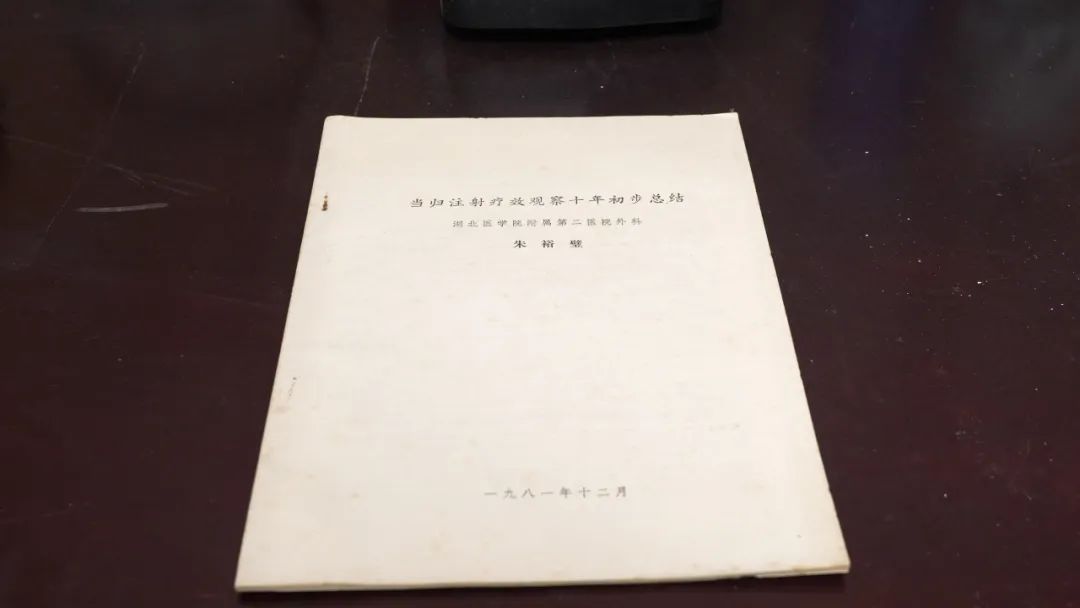 当归注射疗效观察十年初步总结
湖北医学院附属第二医院外科
朱裕璧
一九八一年十二月